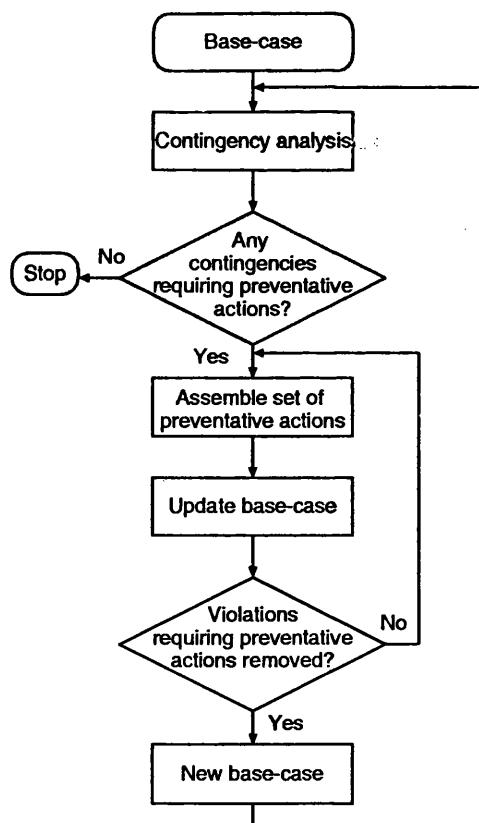 Base-case
Contingency analysis
Any
contingencies
requiring preventative
actions?
No
Stop
Yes
Assemble set of
preventative actions
Update base-case
Violations
requiring preventative
actions removed?
No
Yes
New base-case